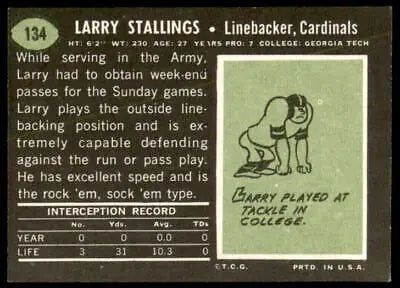 134
LARRY STALLINGS • Linebacker, Cardinals
HT: 6'2" WT: 230 AGE: 27 YEARS PRO: 7 COLLEGE: GEORGIA TECH
While serving in the Army,
Larry had to obtain week-end
passes for the Sunday games.
Larry plays the outside line-
backing position and is ex-
tremely capable defending
against the run or pass play.
He has excellent speed and is
the rock 'em, sock 'em type.
INTERCEPTION RECORD
No. Yds. Avg. TDs
YEAR 0 0 0.0 0
LIFE 3 31 10.3 0
LARRY PLAYED AT
TACKLE IN
COLLEGE.
©T.C.G. PRTD. IN U.S.A.